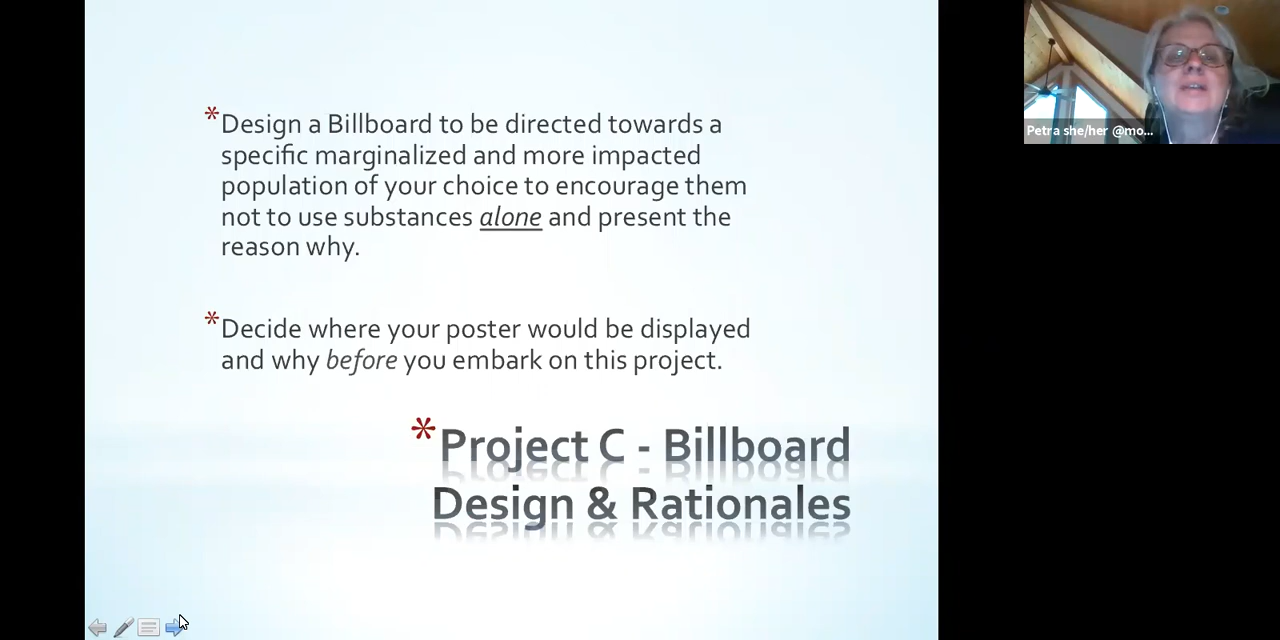 *Design a Billboard to be directed towards a
specific marginalized and more impacted
population of your choice to encourage them
not to use substances alone and present the
reason why.
*Decide where your poster would be displayed
and why before you embark on this project.
*Project C - Billboard
Design & Rationales
Petra she/her @mo...